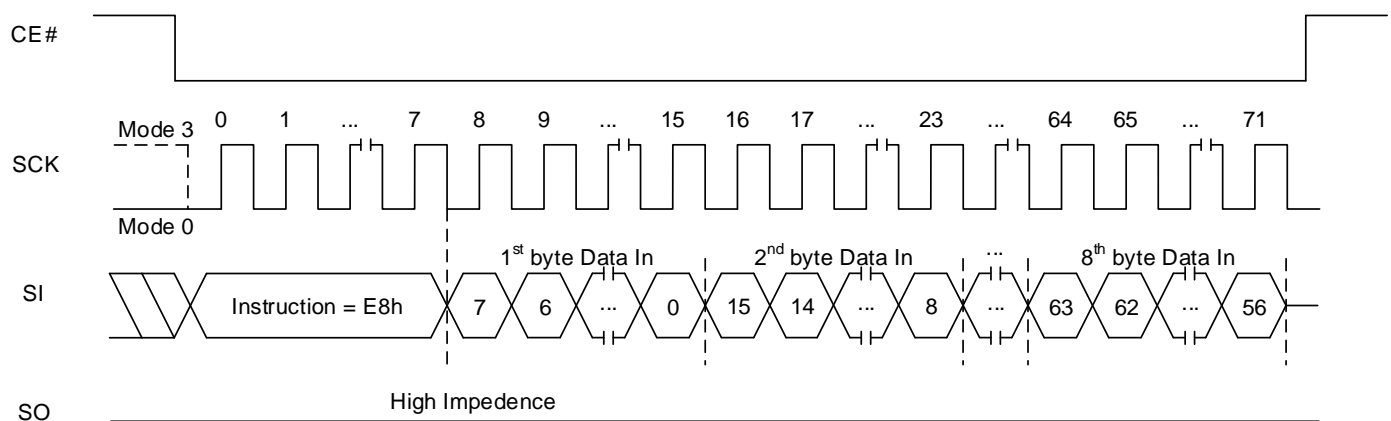 CE#
Mode 3 0 1 ... 7 8 9 ... 15 16 17 ... 23 ... 64 65 ... 71
SCK
Mode 0
1st byte Data In 2nd byte Data In ... 8th byte Data In
SI Instruction = E8h 7 6 ... 0 15 14 ... 8 ... 63 62 ... 56
High Impedence
SO